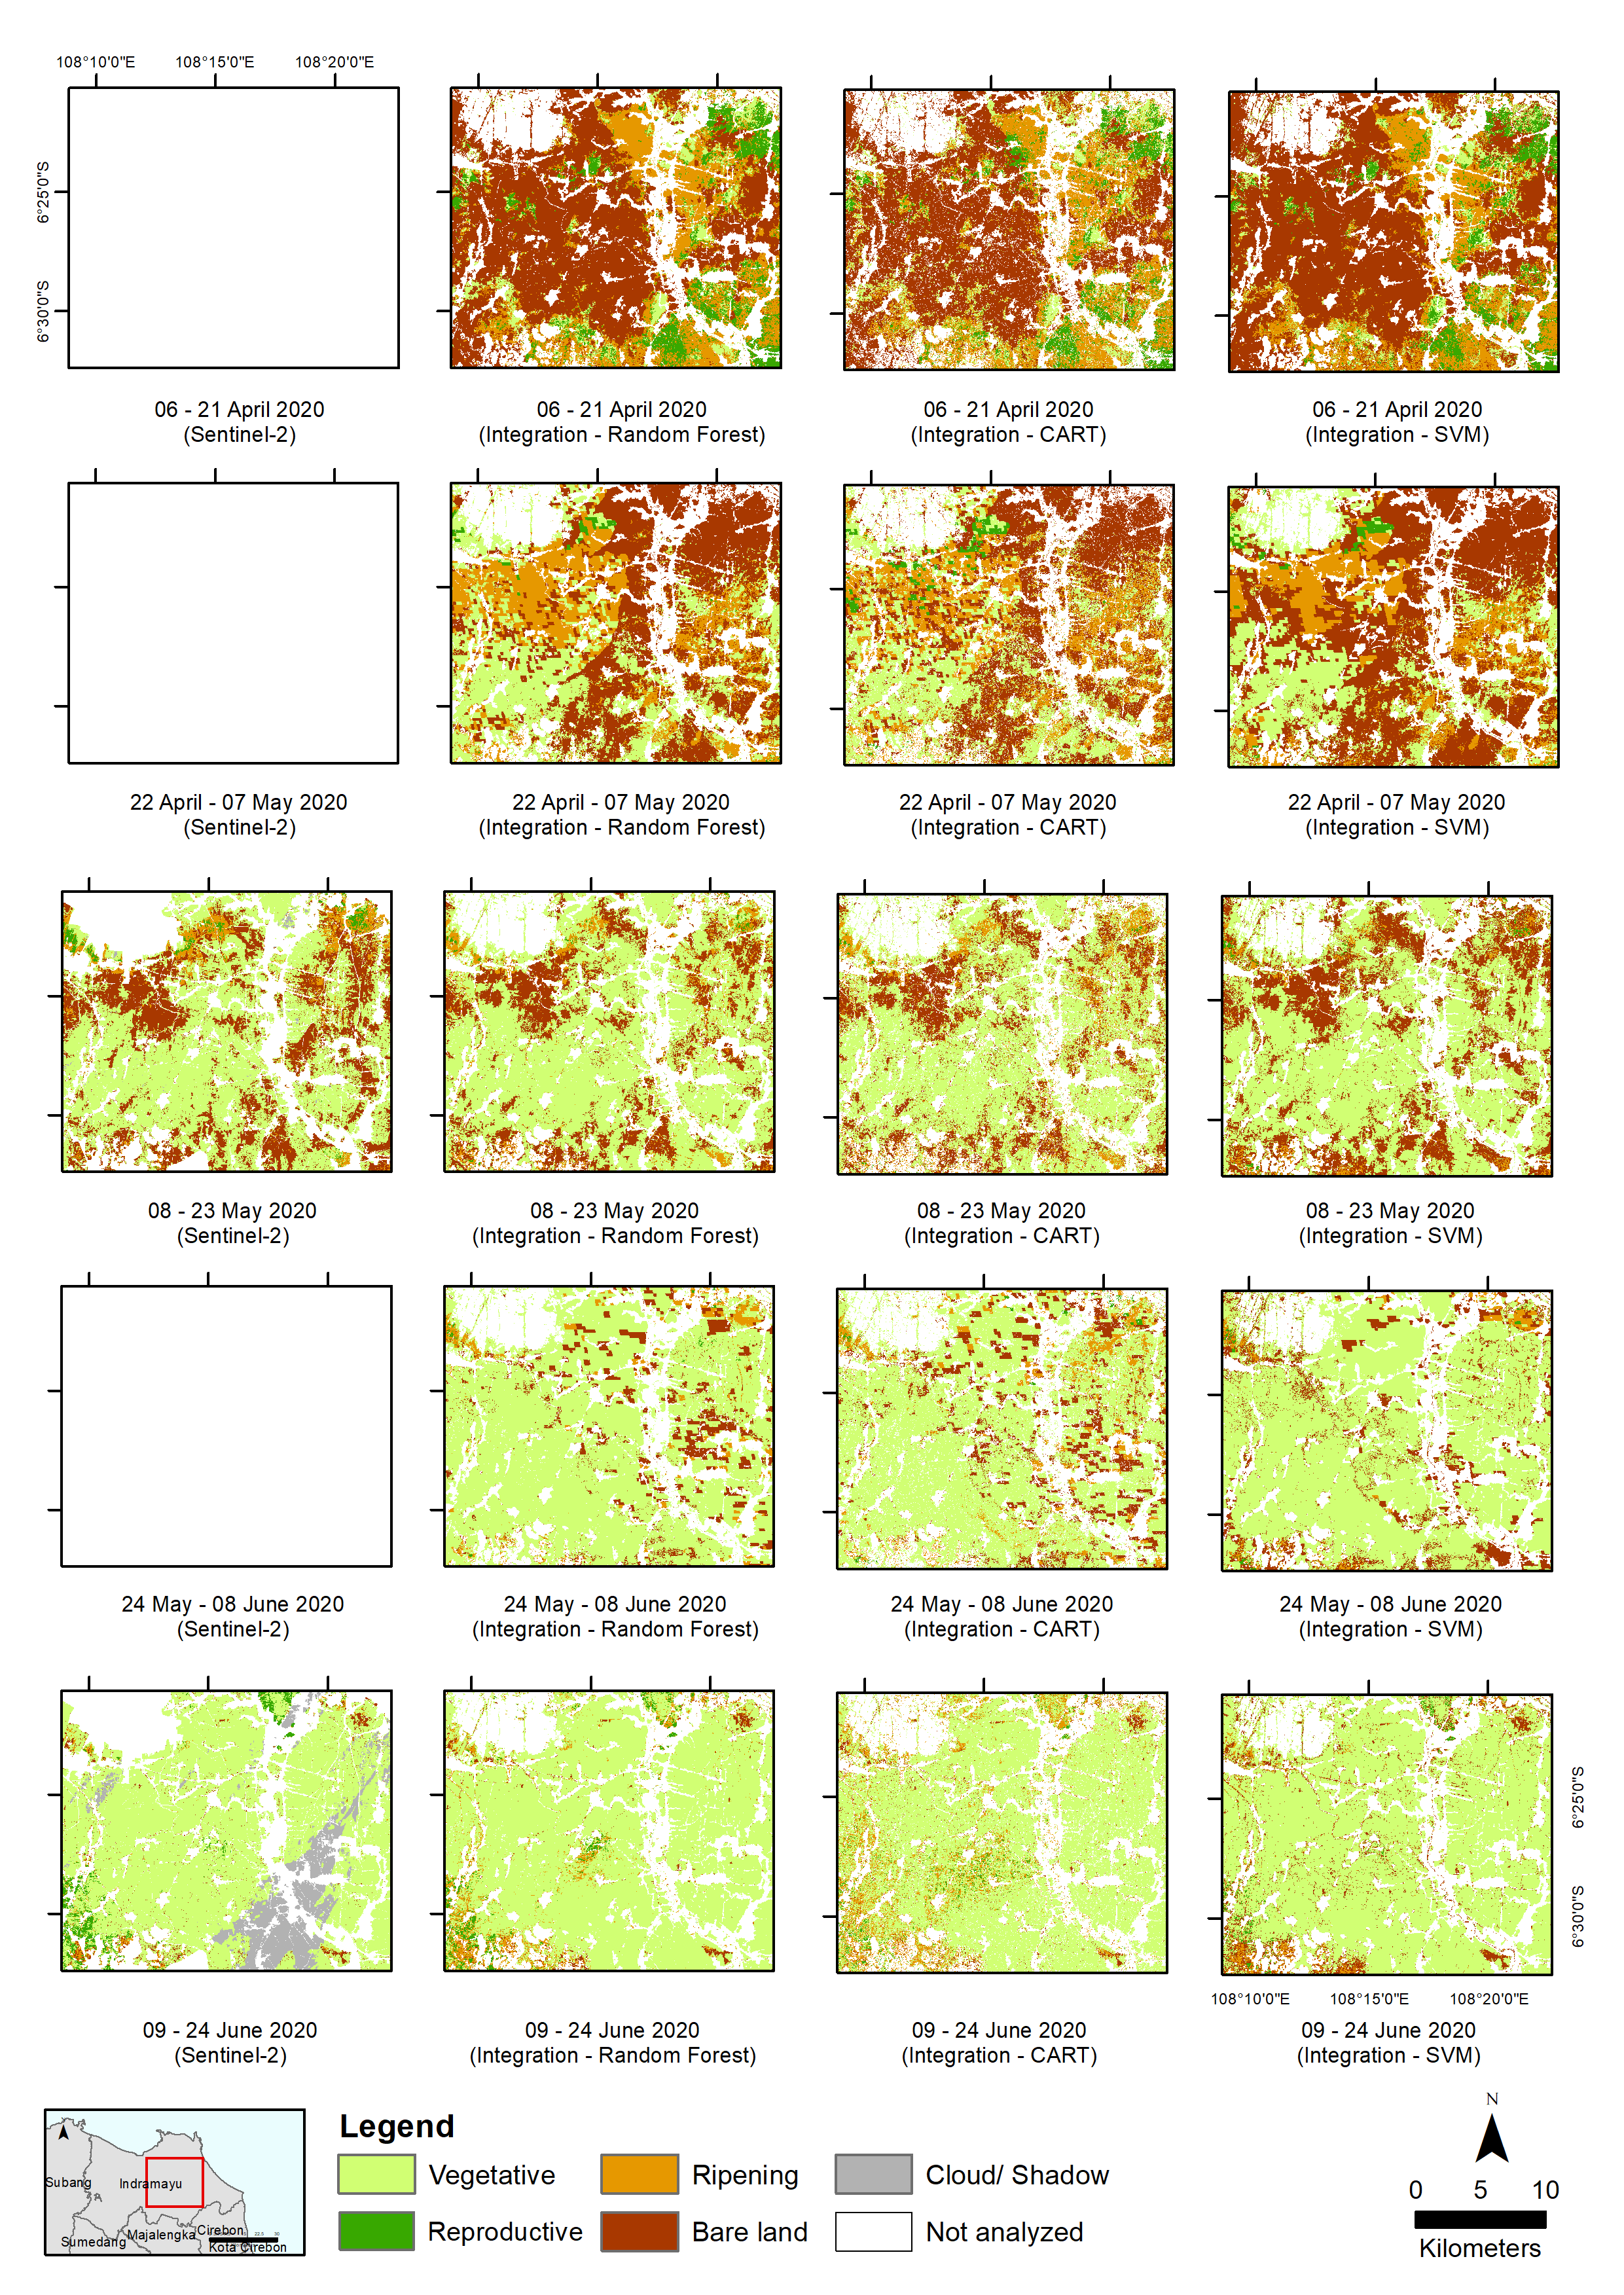 108°10'0"E 108°15'0"E 108°20'0"E
6°25'0"S
6°30'0"S
06 - 21 April 2020
(Sentinel-2)
06 - 21 April 2020
(Integration - Random Forest)
06 - 21 April 2020
(Integration - CART)
06 - 21 April 2020
(Integration - SVM)
22 April - 07 May 2020
(Sentinel-2)
22 April - 07 May 2020
(Integration - Random Forest)
22 April - 07 May 2020
(Integration - CART)
22 April - 07 May 2020
(Integration - SVM)
08 - 23 May 2020
(Sentinel-2)
08 - 23 May 2020
(Integration - Random Forest)
08 - 23 May 2020
(Integration - CART)
08 - 23 May 2020
(Integration - SVM)
24 May - 08 June 2020
(Sentinel-2)
24 May - 08 June 2020
(Integration - Random Forest)
24 May - 08 June 2020
(Integration - CART)
24 May - 08 June 2020
(Integration - SVM)
6°25'0"S
6°30'0"S
108°10'0"E 108°15'0"E 108°20'0"E
09 - 24 June 2020
(Sentinel-2)
09 - 24 June 2020
(Integration - Random Forest)
09 - 24 June 2020
(Integration - CART)
09 - 24 June 2020
(Integration - SVM)
Subang
Indramayu
Sumedang
Majalengka
Cirebon
Kota Cirebon
Legend
Vegetative
Ripening
Cloud/ Shadow
Reproductive
Bare land
Not analyzed
N
0 5 10
Kilometers